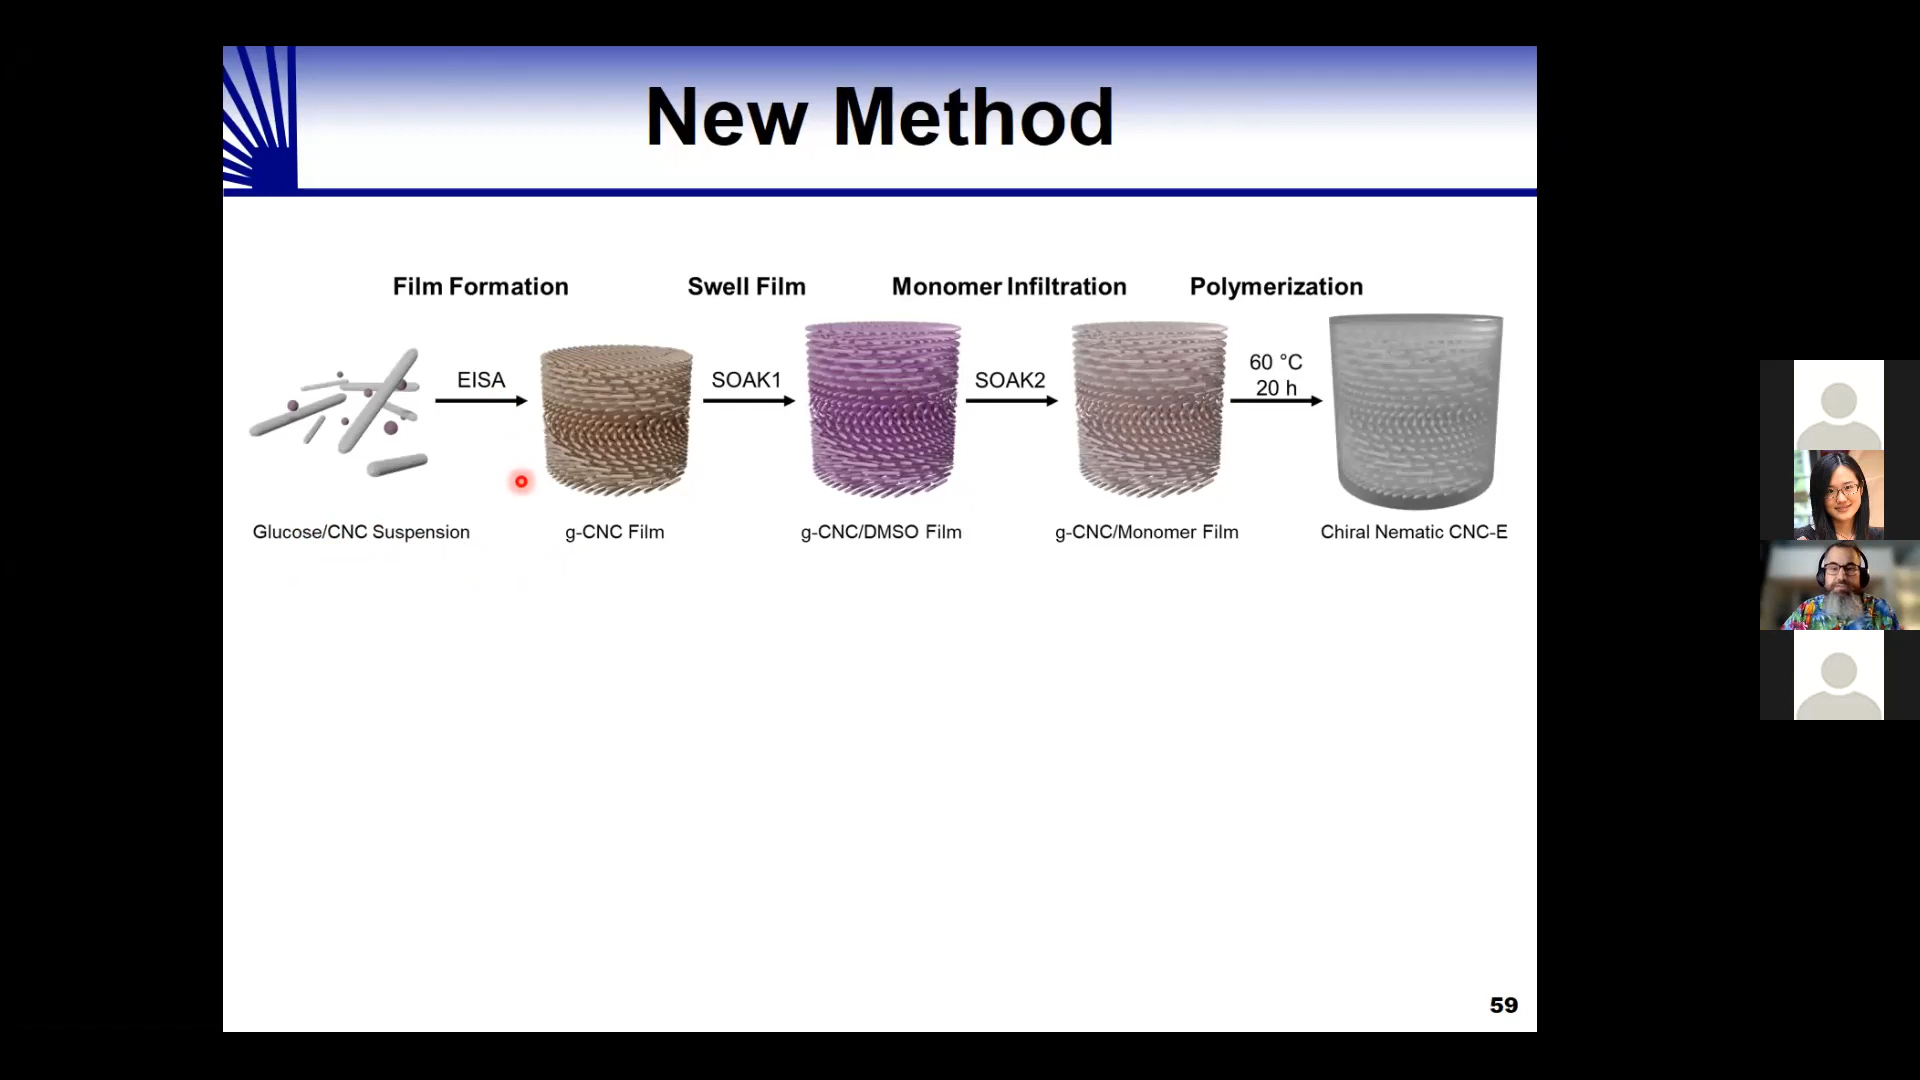 New Method
Film Formation
Swell Film
Monomer Infiltration
Polymerization
EISA
SOAK1
SOAK2
60 °C
20 h
Glucose/CNC Suspension
g-CNC Film
g-CNC/DMSO Film
g-CNC/Monomer Film
Chiral Nematic CNC-E
59